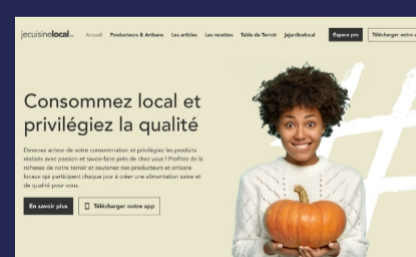 jecuisinelocal
Accueil Producteurs & Artisans Les articles Les recettes Table de Terroir Jejardinelocal Espace pro Télécharger notre a
Consommez local et
privilégiez la qualité
Devenez acteur de votre consommation et privilégiez les produits
réalisés avec passion et savoir-faire près de chez vous ! Profitez de la
richesse de notre terroir et soutenez nos producteurs et artisans
locaux qui participent chaque jour à créer une alimentation saine et
de qualité pour vous.
En savoir plus Télécharger notre app